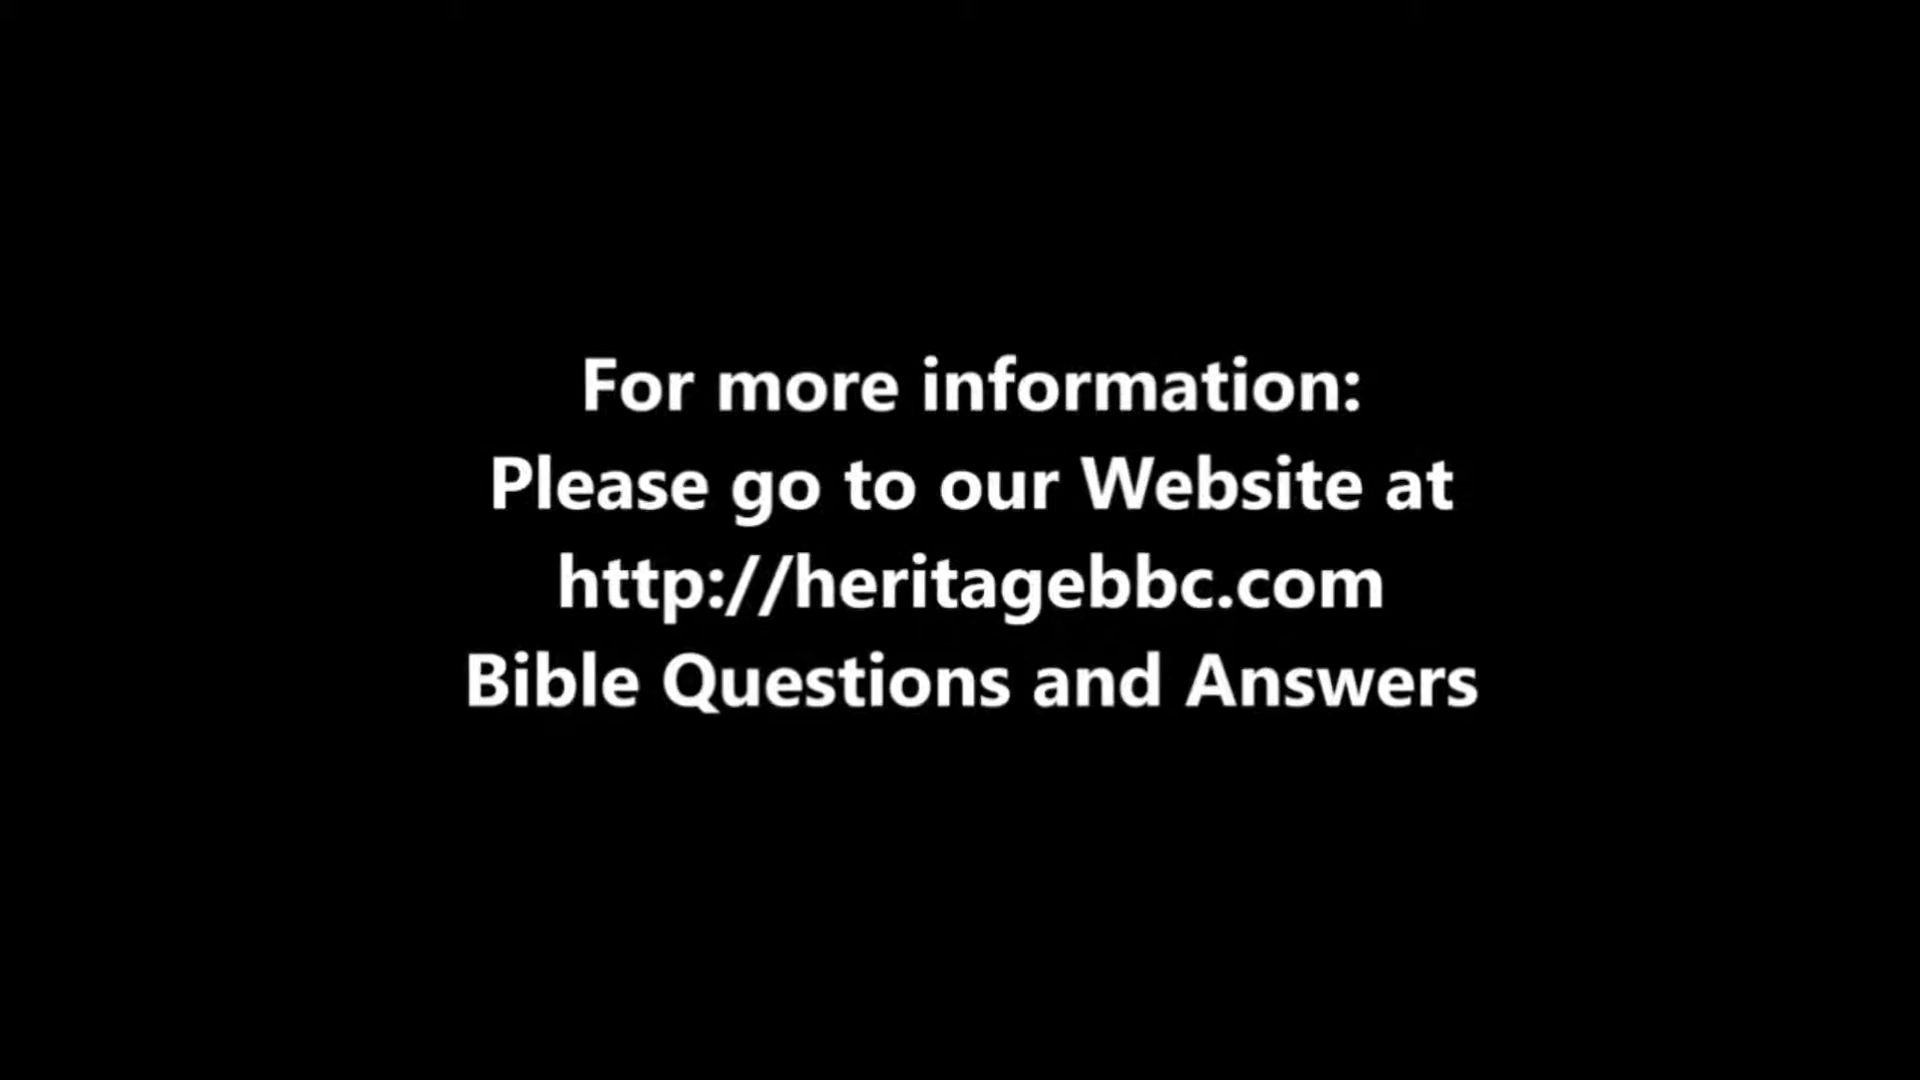 For more information:
Please go to our Website at
http://heritagebbc.com
Bible Questions and Answers